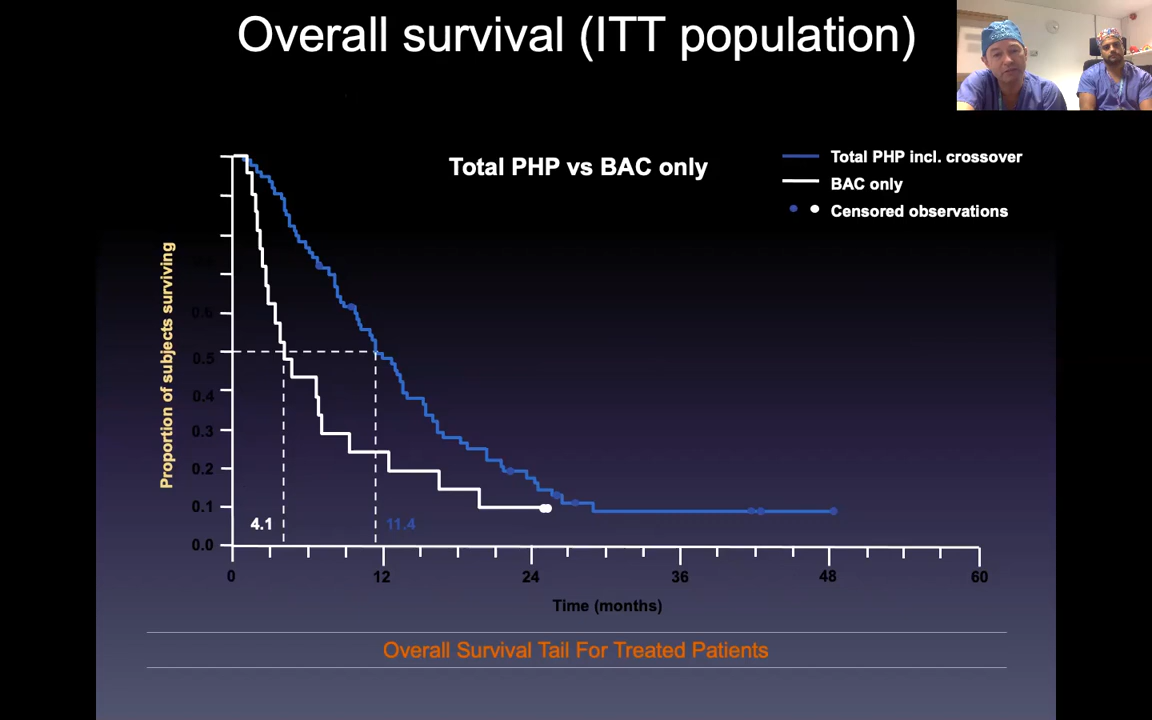 Overall survival (ITT population)
Total PHP vs BAC only
Total PHP incl. crossover
BAC only
Censored observations
Proportion of subjects surviving
0.6
0.5
0.4
0.3
0.2
0.1
0.0
4.1
11.4
0
12
24
36
48
60
Time (months)
Overall Survival Tail For Treated Patients